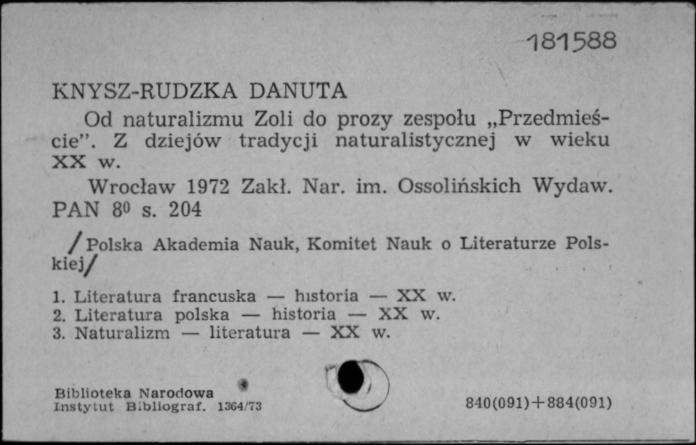 181588
KNYSZ-RUDZKA DANUTA
Od naturalizmu Zoli do prozy zespołu „Przedmieś-
cie”. Z dziejów tradycji naturalistycznej w wieku
XX w.
Wrocław 1972 Zakł. Nar. im. Ossolińskich Wydaw.
PAN 8⁰ s. 204
/Polska Akademia Nauk, Komitet Nauk o Literaturze Pols-
kiej/
1. Literatura francuska — historia — XX w.
2. Literatura polska — historia — XX w.
3. Naturalizm — literatura — XX w.
Biblioteka Narodowa
Instytut Bibliograf. 1364/73
840(091)+884(091)